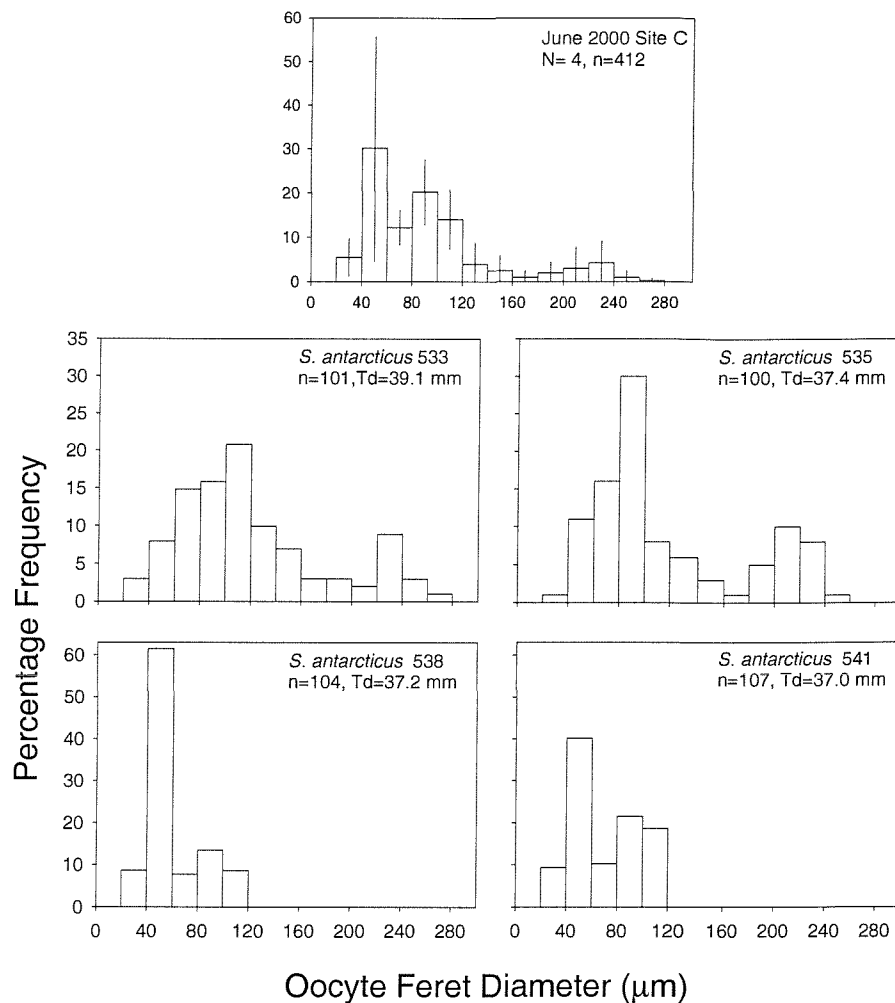 60
50
40
30
20
10
0
June 2000 Site C
N= 4, n=412
0 40 80 120 160 200 240 280
Percentage Frequency
35
30
25
20
15
10
5
0
S. antarcticus 533
n=101,Td=39.1 mm
S. antarcticus 535
n=100, Td=37.4 mm
60
50
40
30
20
10
0
S. antarcticus 538
n=104, Td=37.2 mm
0 40 80 120 160 200 240 280
S. antarcticus 541
n=107, Td=37.0 mm
0 40 80 120 160 200 240 280
Oocyte Feret Diameter (μm)